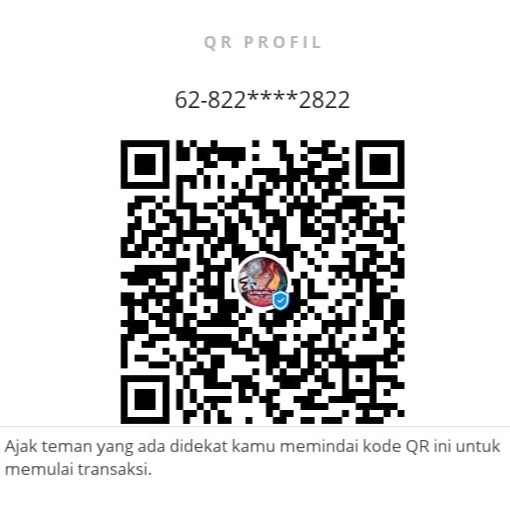 QR PROFIL
62-822****2822
Ajak teman yang ada didekat kamu memindai kode QR ini untuk
memulai transaksi.